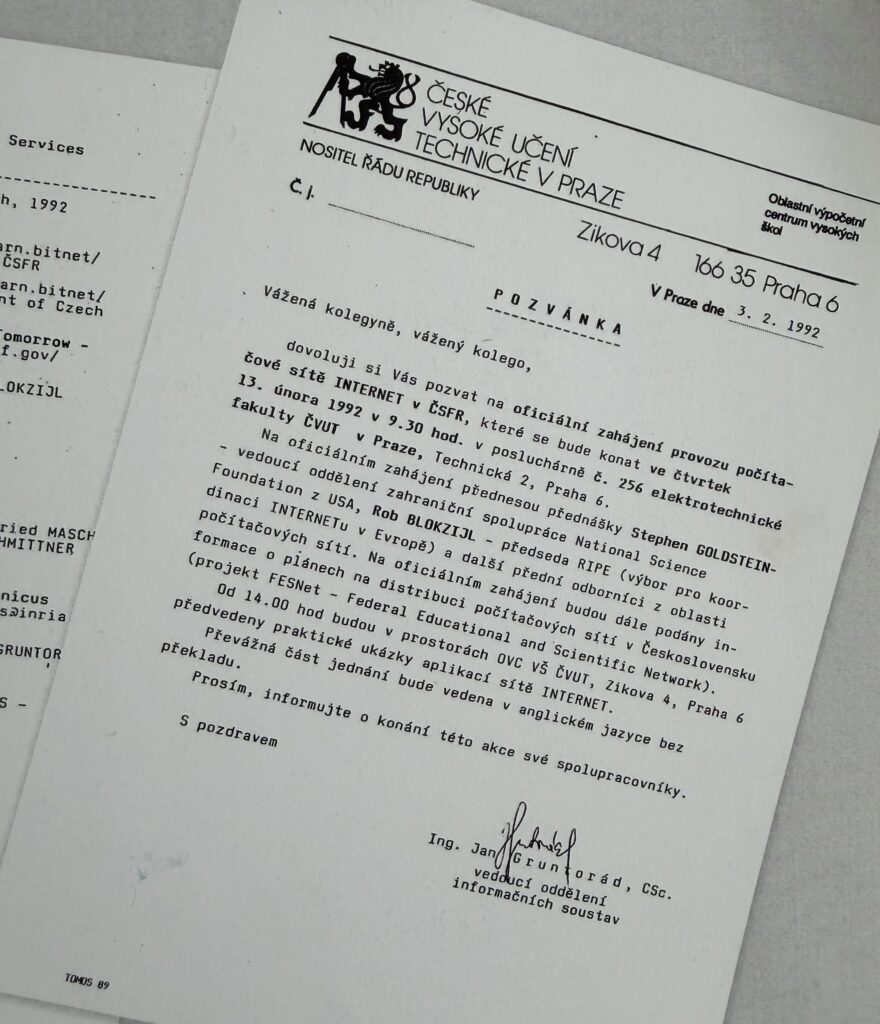 Services
h, 1992
arn.bitnet/
ČSFR
arn.bitnet/
nt of Czech
omorrow -
f.gov/
LOKZIJL
ried MASCH
HMITTNER
nicus
s@inria
GRUNTOR
S -
ČESKÉ
VYSOKÉ UČENÍ
TECHNICKÉ V PRAZE
NOSITEL ŘÁDU REPUBLIKY
Oblastní výpočetní
centrum vysokých
škol
Č. j.
Zikova 4 166 35 Praha 6
V Praze dne 3. 2. 1992
POZVÁNKA
Vážená kolegyně, vážený kolego,
dovoluji si Vás pozvat na oficiální zahájení provozu počíta-
čové sítě INTERNET v ČSFR, které se bude konat ve čtvrtek
13. února 1992 v 9.30 hod. v posluchárně č. 256 elektrotechnické
fakulty ČVUT v Praze, Technická 2, Praha 6.
Na oficiálním zahájení přednesou přednášky Stephen GOLDSTEIN-
- vedoucí oddělení zahraniční spolupráce National Science
Foundation z USA, Rob BLOKZIJL - předseda RIPE (výbor pro koor-
dinaci INTERNETu v Evropě) a další přední odborníci z oblasti
počítačových sítí. Na oficiálním zahájení budou dále podány in-
formace o plánech na distribuci počítačových sítí v Československu
(projekt FESNet - Federal Educational and Scientific Network).
Od 14.00 hod budou v prostorách OVC VŠ ČVUT, Zikova 4, Praha 6
předvedeny praktické ukázky aplikací sítě INTERNET.
Převážná část jednání bude vedena v anglickém jazyce bez
překladu.
Prosím, informujte o konání této akce své spolupracovníky.
S pozdravem
Ing. Jan Gruntorád, CSc.
vedoucí oddělení
informačních soustav
TOMOS 89